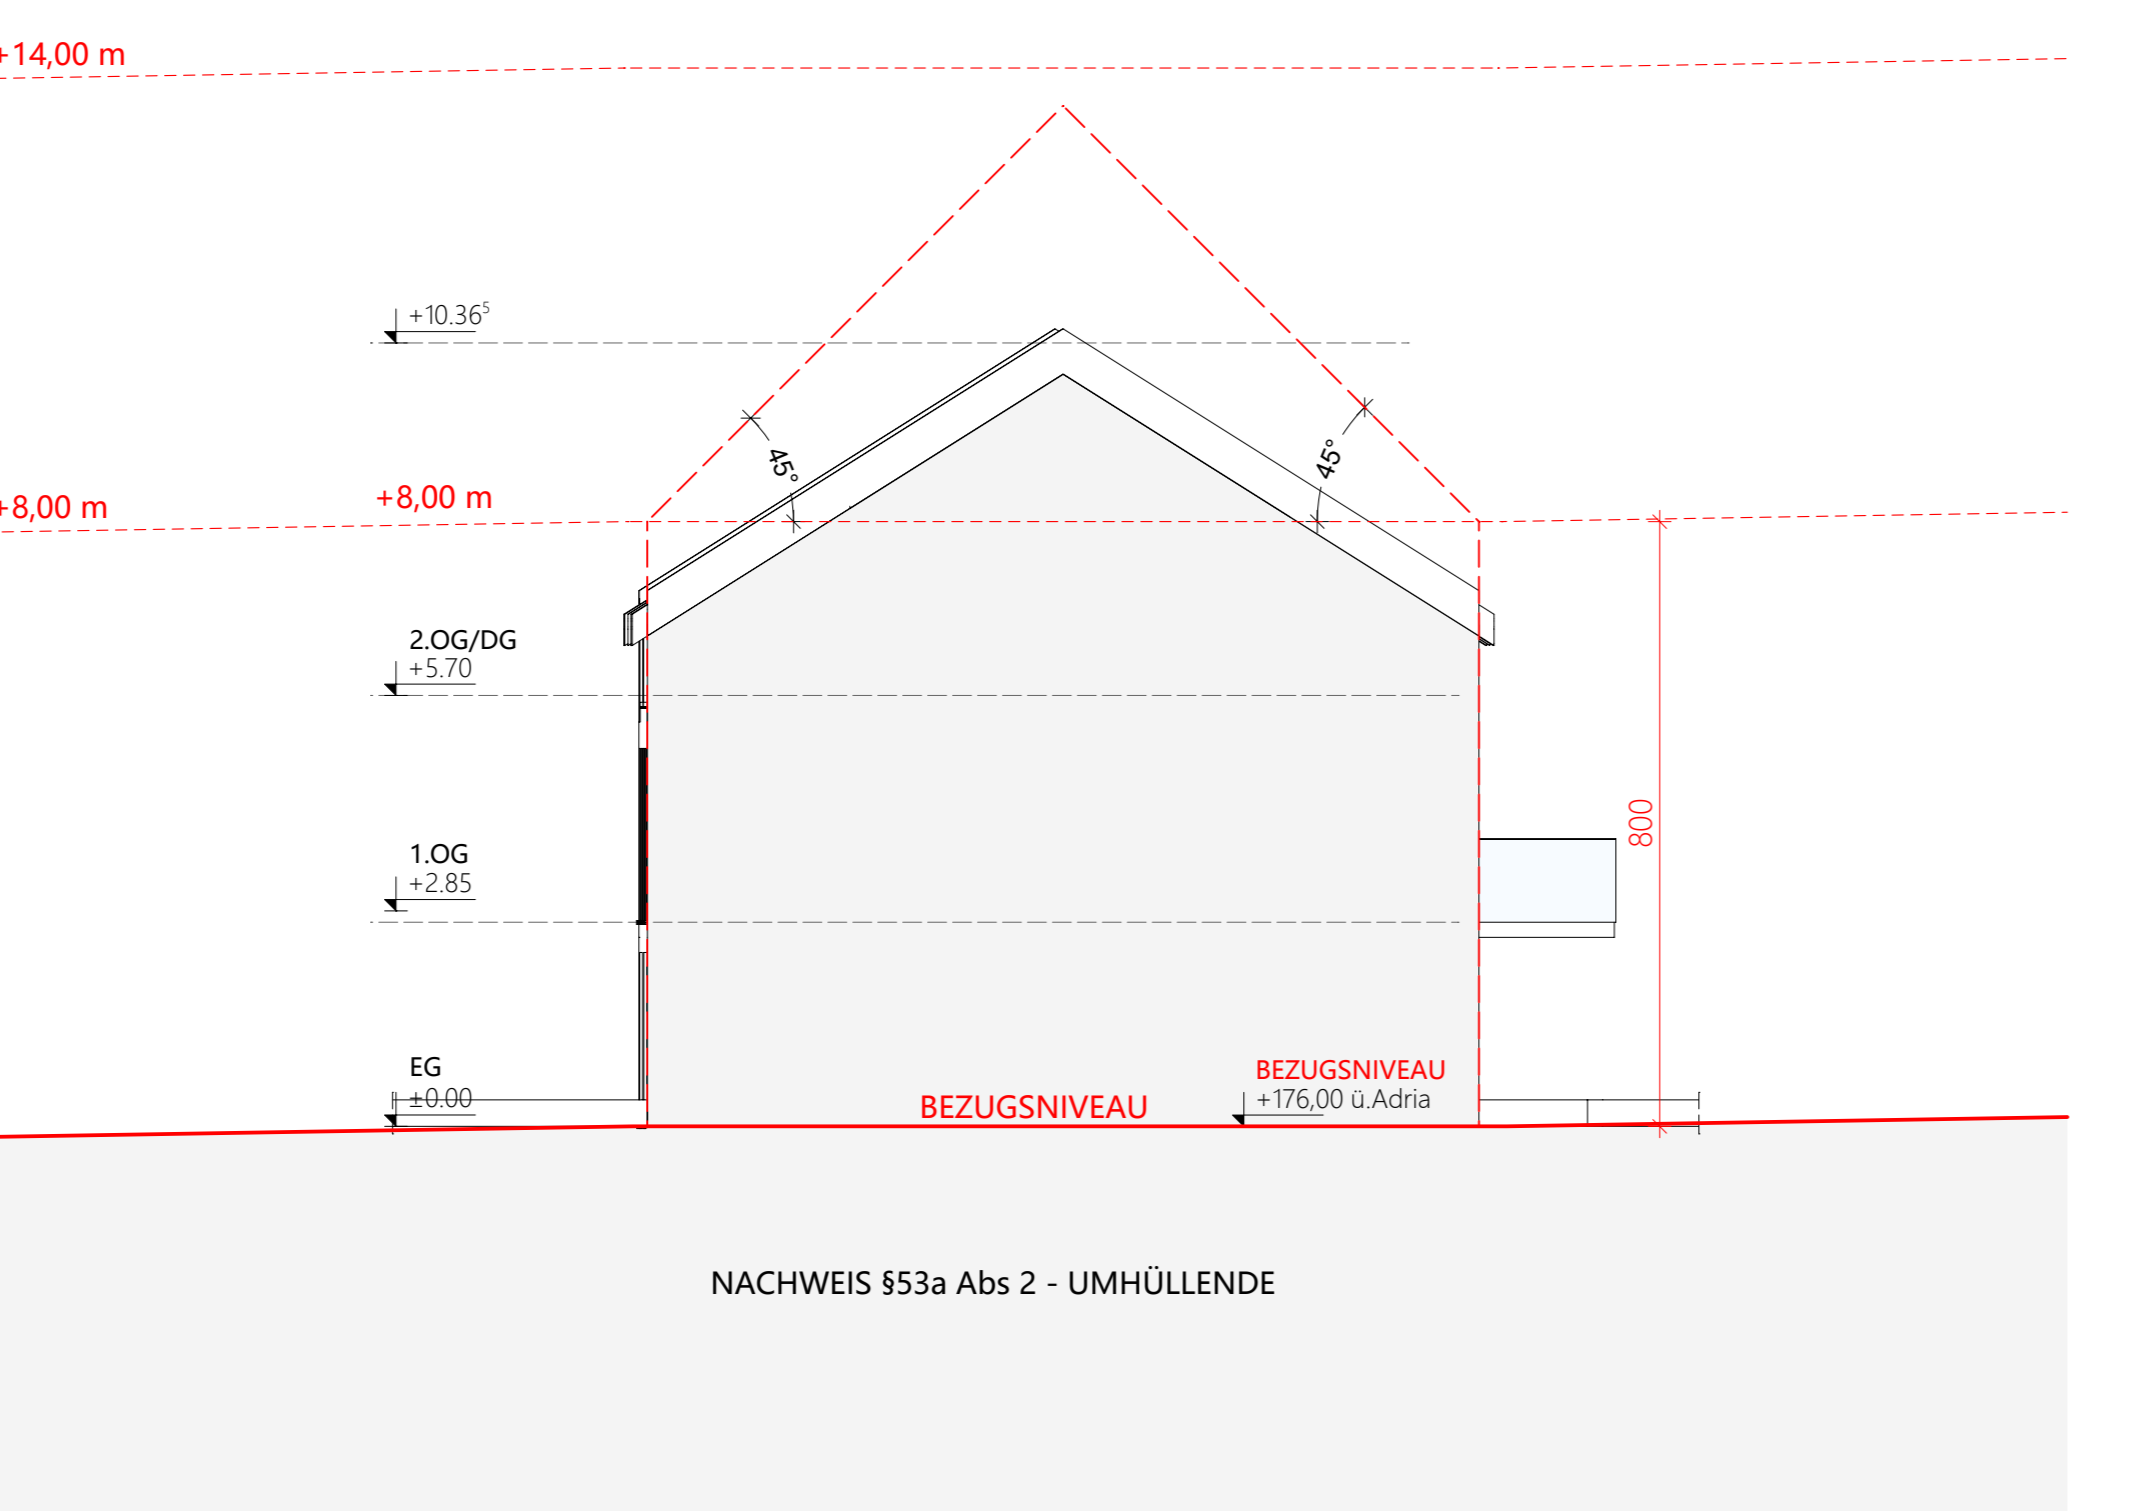 +14,00 m
+10.36⁵
45°
45°
+8,00 m
+8,00 m
2.OG/DG
+5.70
800
1.OG
+2.85
EG
±0.00
BEZUGSNIVEAU
BEZUGSNIVEAU
+176,00 ü.Adria
NACHWEIS §53a Abs 2 - UMHÜLLENDE